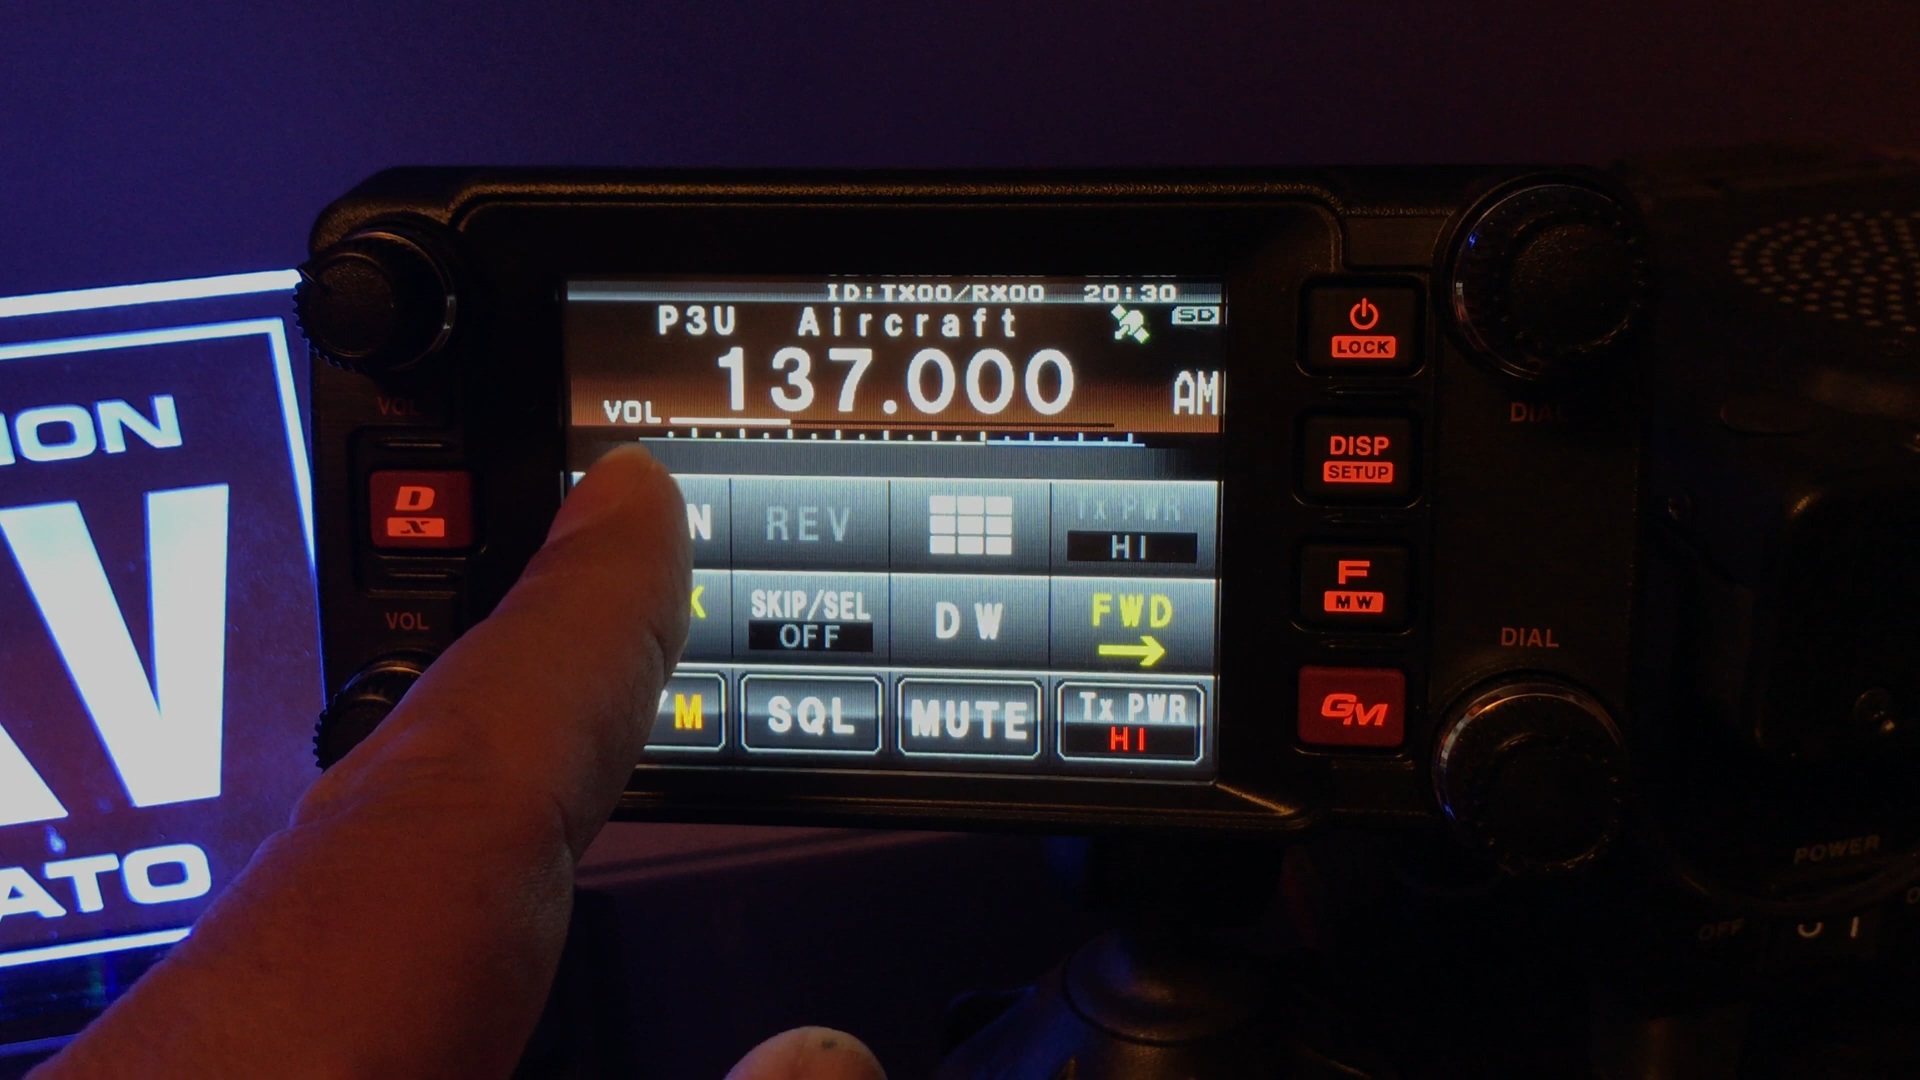 ID:TX00/RX00 20:30
P3U Aircraft SD
137.000
AM
VOL
N REV Tx PWR
HI
K SKIP/SEL DW FWD
OFF
M SQL MUTE Tx PWR
HI
VOL
D
X
VOL
LOCK
DISP
SETUP
F
MW
GM
DIAL
DIAL
ION
AV
ATO
POWER
OFF